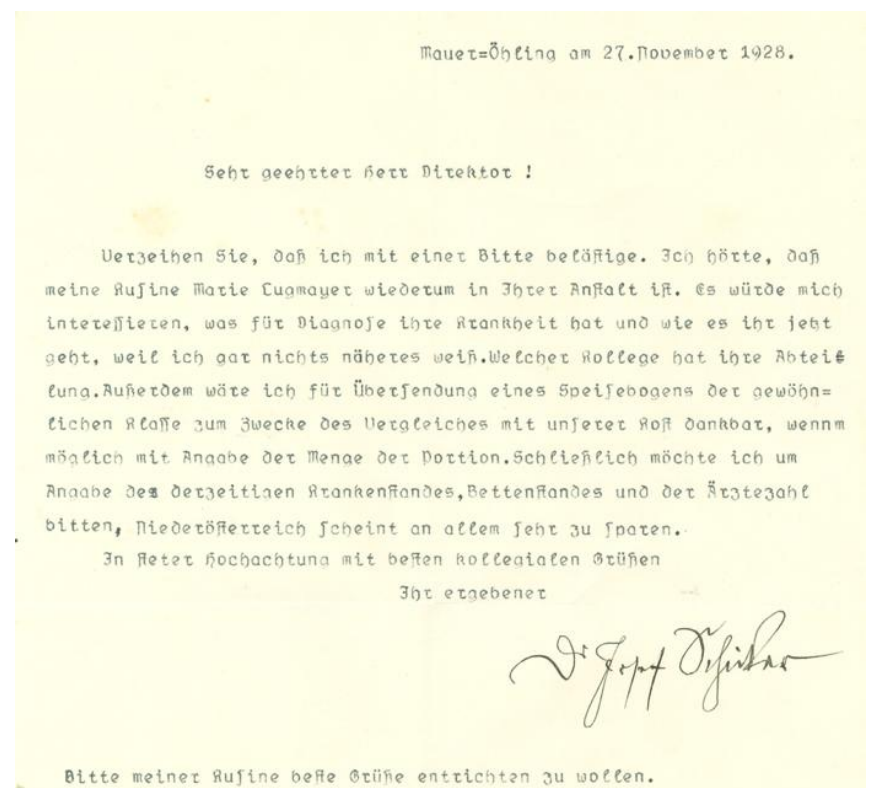 Mauer=Öhling am 27.November 1928.
Sehr geehrter Herr Direktor !
Verzeihen Sie, daß ich mit einer Bitte beläſtige. Ich hörte, daß
meine Kuſine Marie Lugmayer wiederum in Ihrer Anſtalt iſt. Es würde mich
intereſſieren, was für Diagnoſe ihre Krankheit hat und wie es ihr jetzt
geht, weil ich gar nichts näheres weiß.Welcher Kollege hat ihre Abtei=
lung.Außerdem wäre ich für Überſendung eines Speiſebogens der gewöhn=
lichen Klaſſe zum Zwecke des Vergleiches mit unſerer Koſt dankbar, wennm
möglich mit Angabe der Menge der Portion.Schließlich möchte ich um
Angabe des derzeitigen Krankenſtandes,Bettenſtandes und der Ärztezahl
bitten, Niederöſterreich ſcheint an allem ſehr zu ſparen.
In ſteter Hochachtung mit beſten kollegialen Grüßen
Ihr ergebener
Dr Josef Schicker
Bitte meiner Kuſine beſte Grüße entrichten zu wollen.